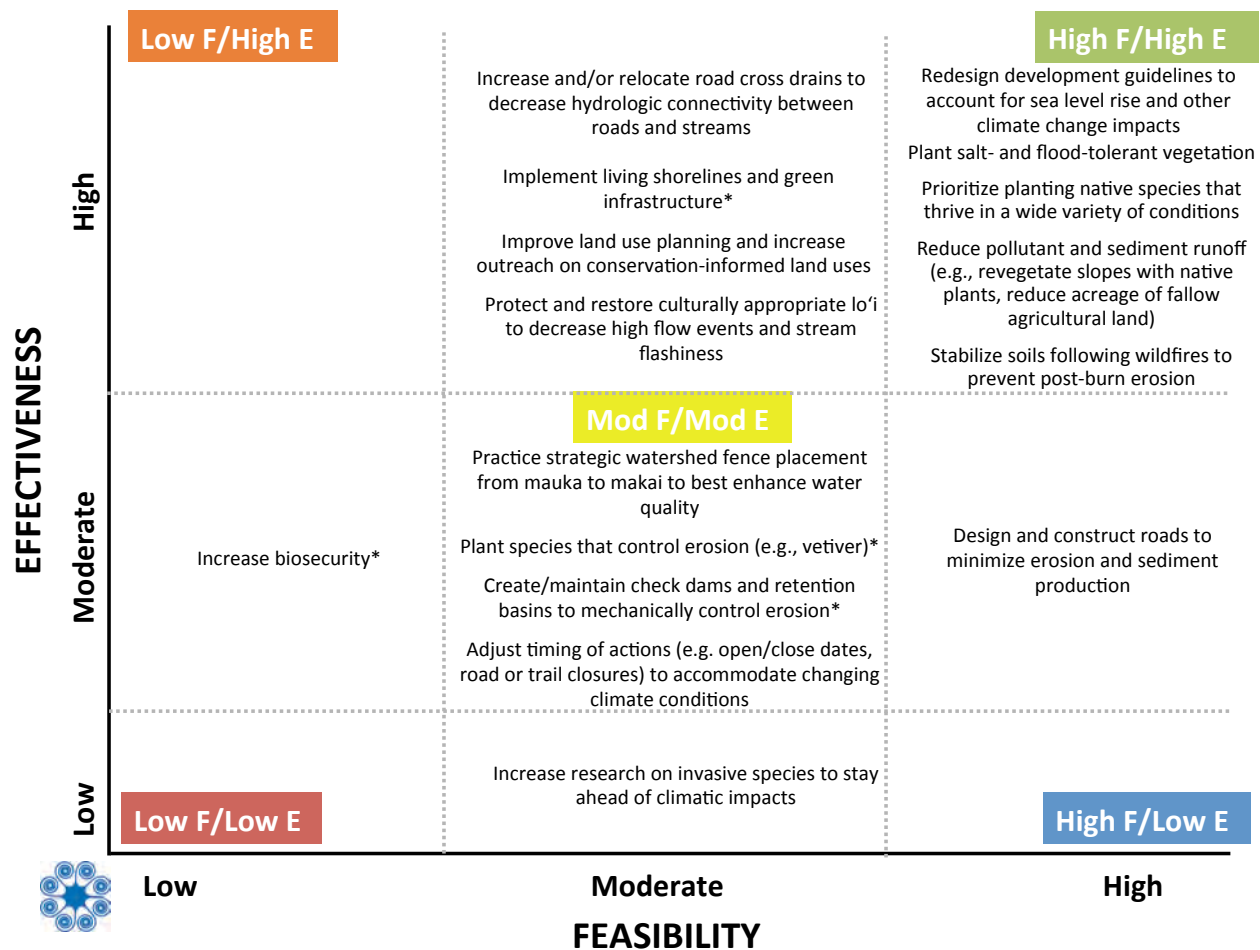 Low F/High E
High F/High E
Increase and/or relocate road cross drains to
decrease hydrologic connectivity between
roads and streams
Implement living shorelines and green
infrastructure*
Improve land use planning and increase
outreach on conservation-informed land uses
Protect and restore culturally appropriate lo‘i
to decrease high flow events and stream
flashiness
Redesign development guidelines to
account for sea level rise and other
climate change impacts
Plant salt- and flood-tolerant vegetation
Prioritize planting native species that
thrive in a wide variety of conditions
Reduce pollutant and sediment runoff
(e.g., revegetate slopes with native
plants, reduce acreage of fallow
agricultural land)
Stabilize soils following wildfires to
prevent post-burn erosion
High
EFFECTIVENESS
Moderate
Increase biosecurity*
Mod F/Mod E
Practice strategic watershed fence placement
from mauka to makai to best enhance water
quality
Plant species that control erosion (e.g., vetiver)*
Create/maintain check dams and retention
basins to mechanically control erosion*
Adjust timing of actions (e.g. open/close dates,
road or trail closures) to accommodate changing
climate conditions
Design and construct roads to
minimize erosion and sediment
production
Low
Low F/Low E
Increase research on invasive species to stay
ahead of climatic impacts
High F/Low E
Low
Moderate
High
FEASIBILITY